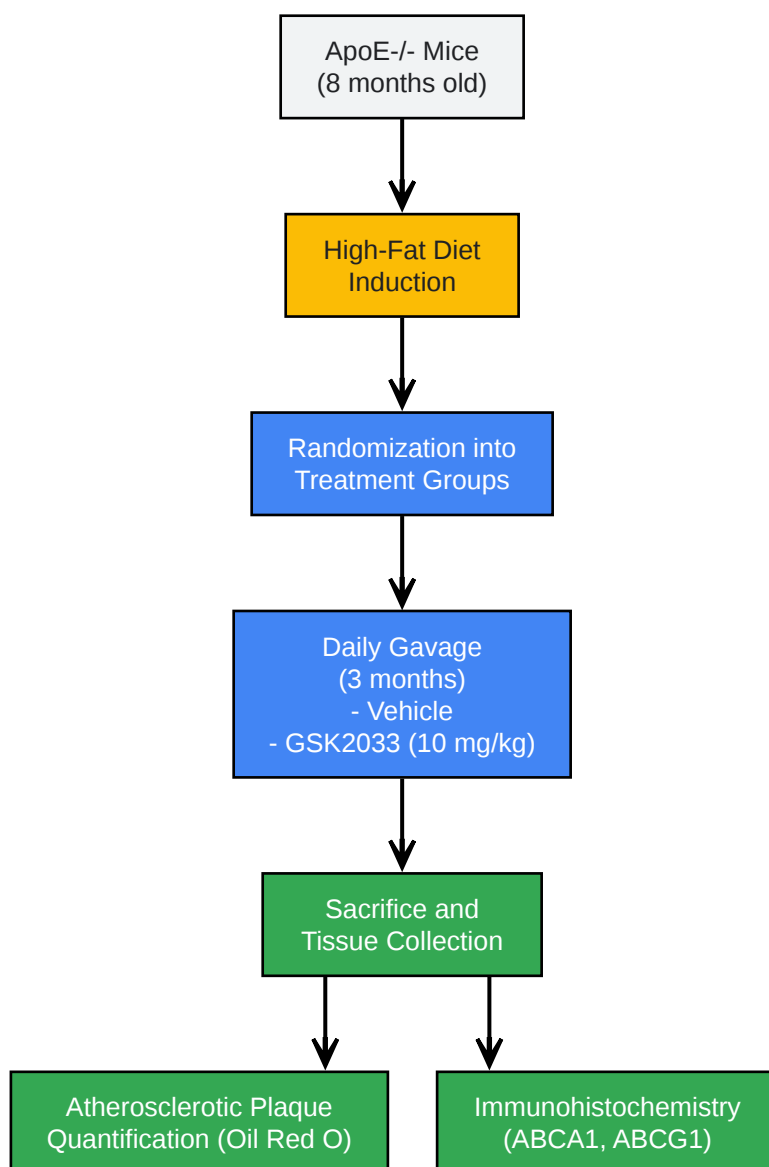 ApoE-/- Mice
(8 months old)
High-Fat Diet
Induction
Randomization into
Treatment Groups
Daily Gavage
(3 months)
- Vehicle
- GSK2033 (10 mg/kg)
Sacrifice and
Tissue Collection
Atherosclerotic Plaque
Quantification (Oil Red O)
Immunohistochemistry
(ABCA1, ABCG1)